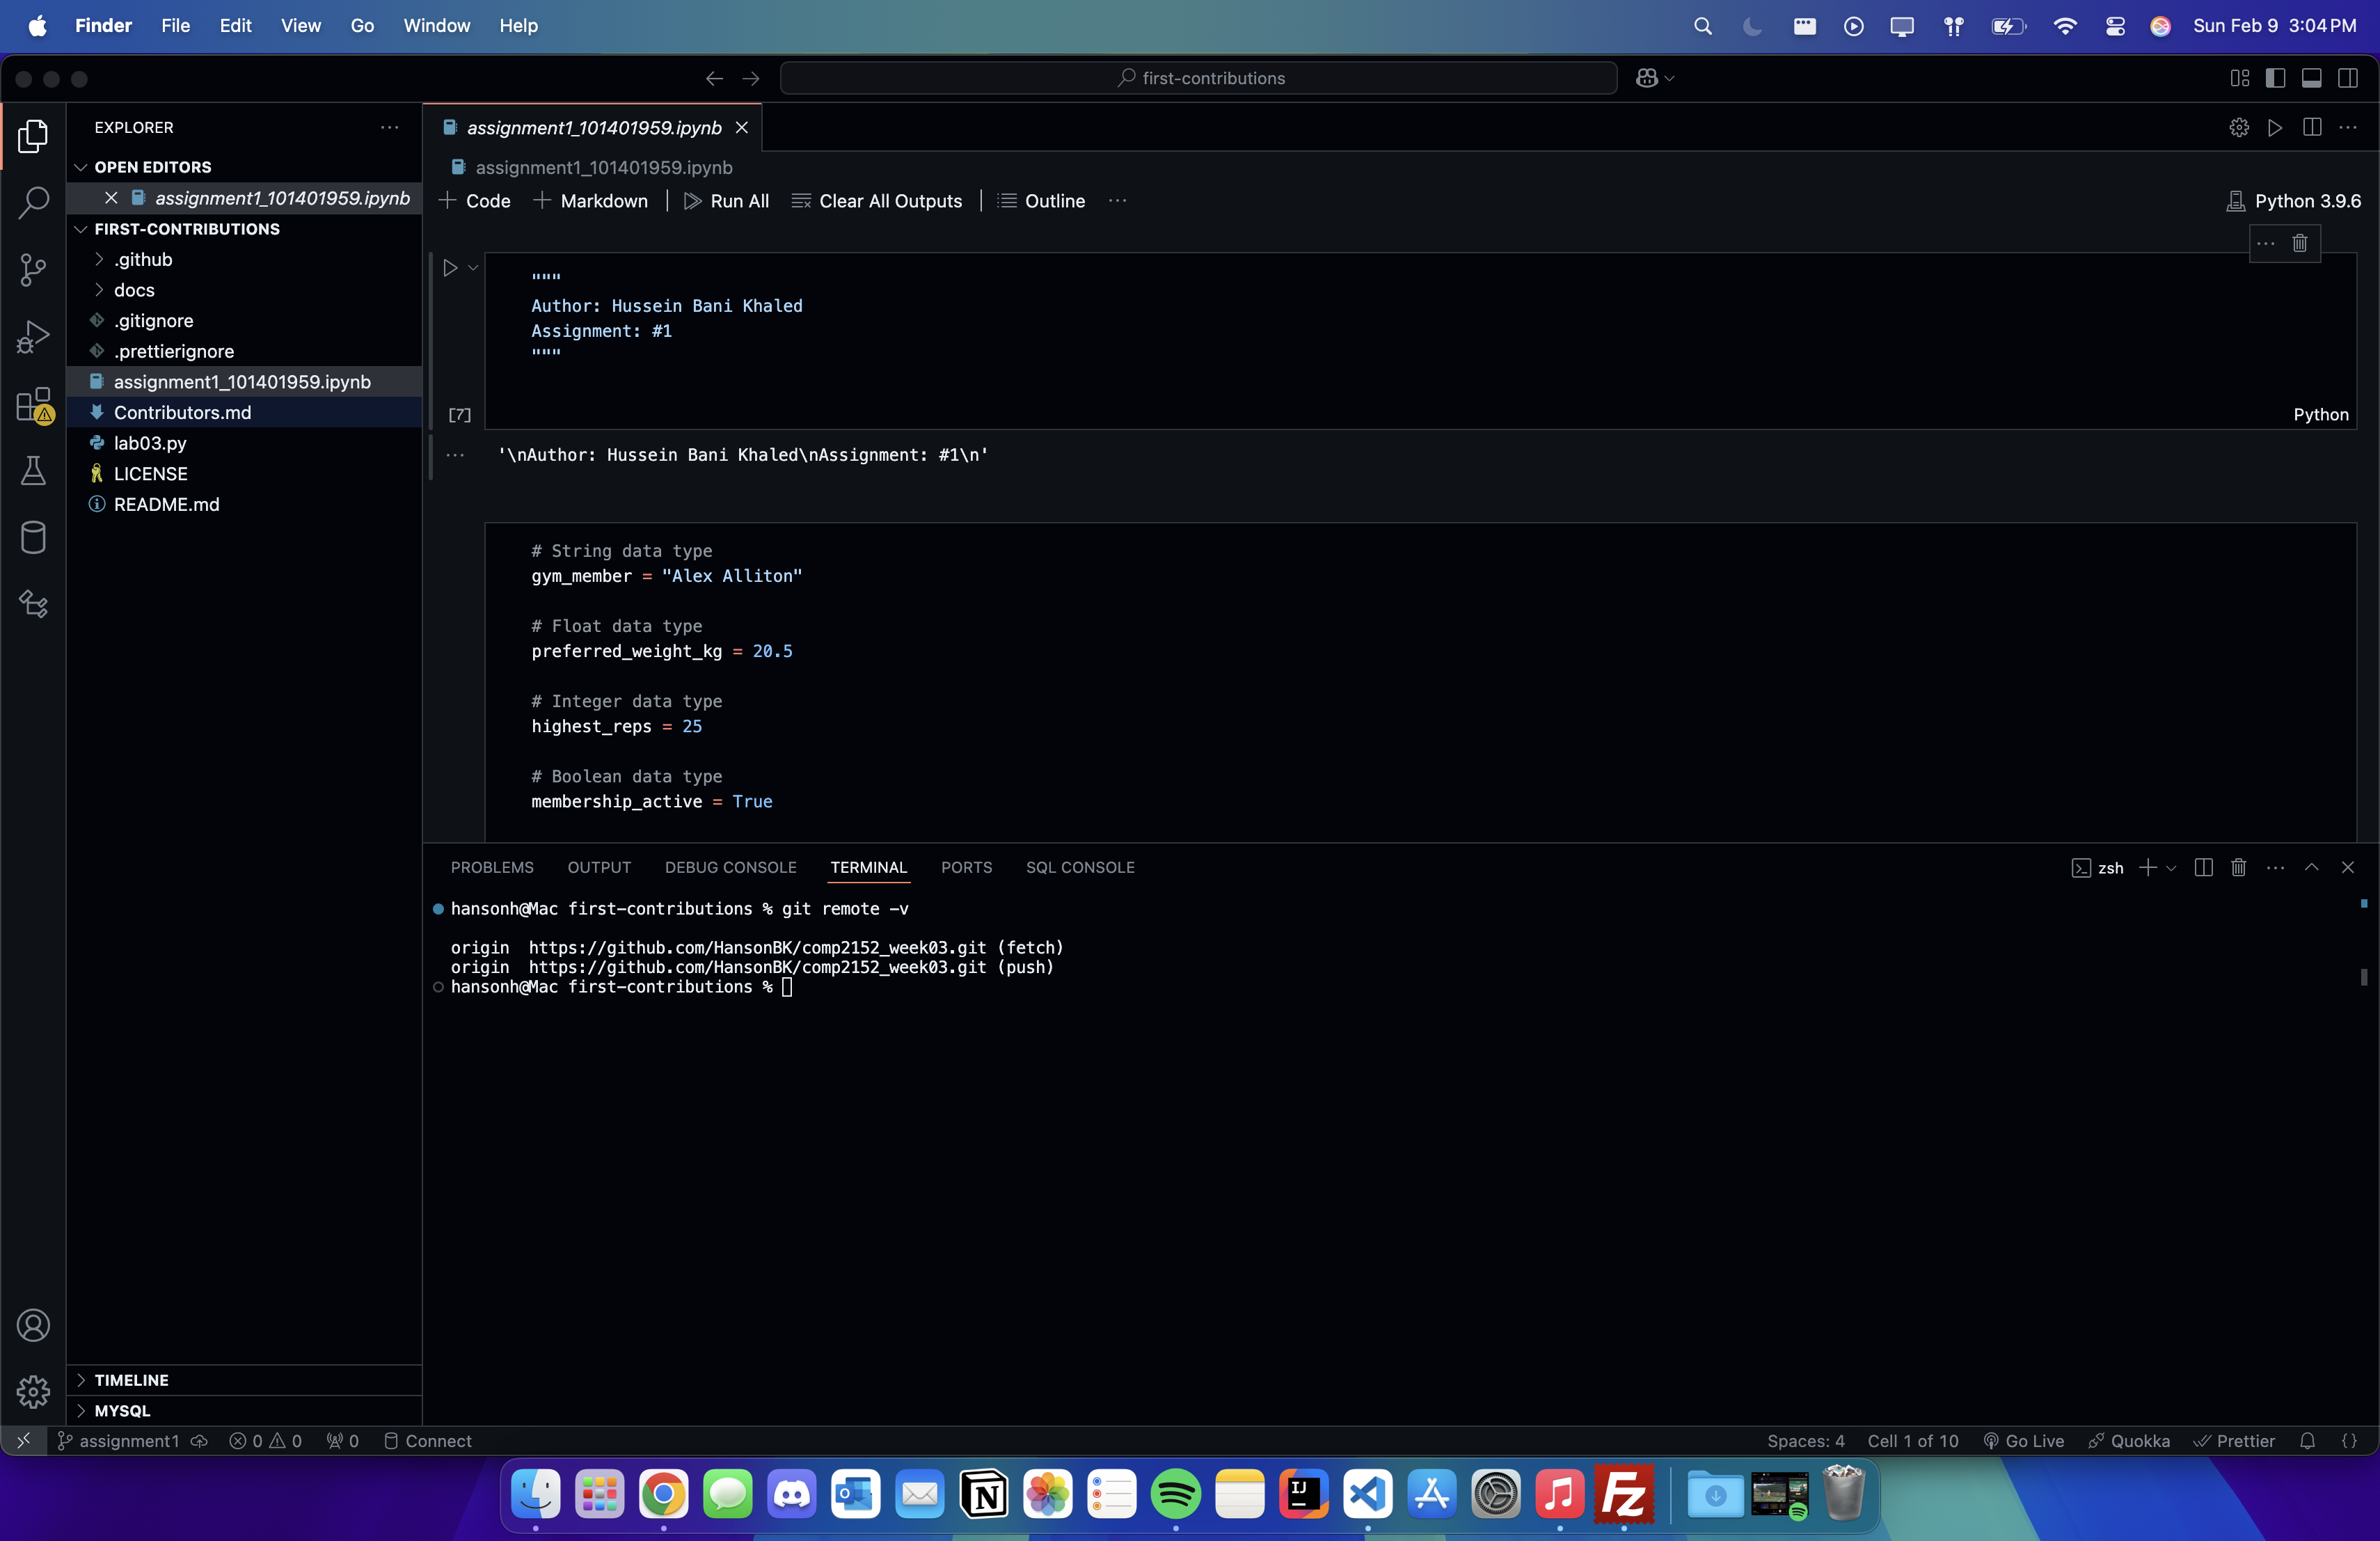 Finder File Edit View Go Window Help
Sun Feb 9 3:04 PM
first-contributions
EXPLORER
OPEN EDITORS
assignment1_101401959.ipynb
FIRST-CONTRIBUTIONS
.github
docs
.gitignore
.prettierignore
assignment1_101401959.ipynb
Contributors.md
lab03.py
LICENSE
README.md
TIMELINE
MYSQL
assignment1_101401959.ipynb
assignment1_101401959.ipynb
Code Markdown Run All Clear All Outputs Outline
Python 3.9.6
"""
Author: Hussein Bani Khaled
Assignment: #1
"""
[7]
Python
'\nAuthor: Hussein Bani Khaled\nAssignment: #1\n'
# String data type
gym_member = "Alex Alliton"
# Float data type
preferred_weight_kg = 20.5
# Integer data type
highest_reps = 25
# Boolean data type
membership_active = True
PROBLEMS OUTPUT DEBUG CONSOLE TERMINAL PORTS SQL CONSOLE
zsh
hansonh@Mac first-contributions % git remote -v
origin https://github.com/HansonBK/comp2152_week03.git (fetch)
origin https://github.com/HansonBK/comp2152_week03.git (push)
hansonh@Mac first-contributions %
assignment1 0 0 0 Connect
Spaces: 4 Cell 1 of 10 Go Live Quokka Prettier {}